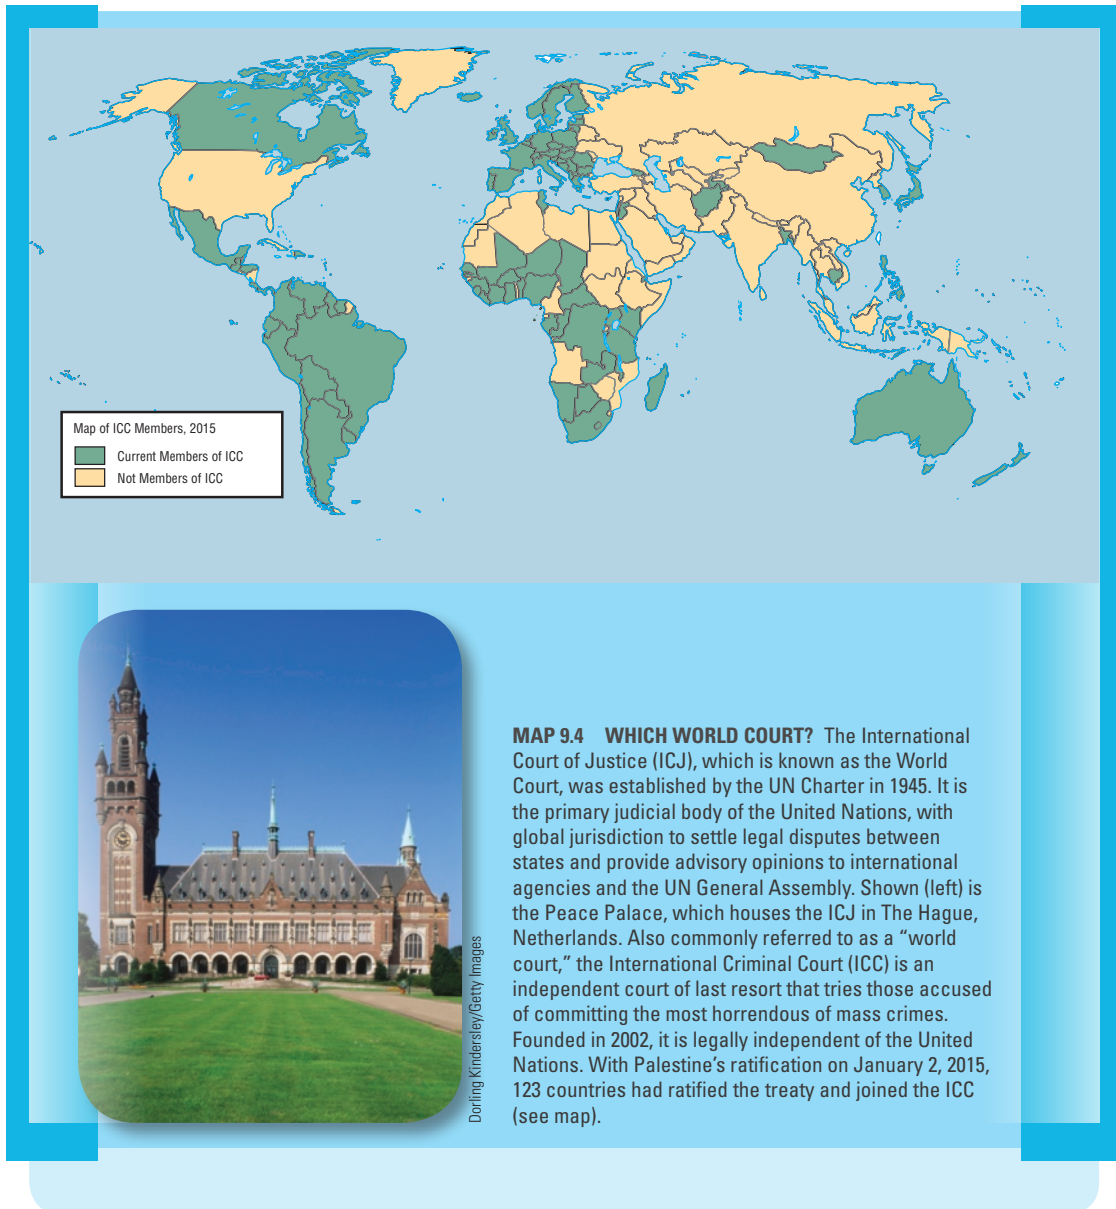 Map of ICC Members, 2015
Current Members of ICC
Not Members of ICC
Dorling Kindersley/Getty Images
MAP 9.4 WHICH WORLD COURT? The International
Court of Justice (ICJ), which is known as the World
Court, was established by the UN Charter in 1945. It is
the primary judicial body of the United Nations, with
global jurisdiction to settle legal disputes between
states and provide advisory opinions to international
agencies and the UN General Assembly. Shown (left) is
the Peace Palace, which houses the ICJ in The Hague,
Netherlands. Also commonly referred to as a “world
court,” the International Criminal Court (ICC) is an
independent court of last resort that tries those accused
of committing the most horrendous of mass crimes.
Founded in 2002, it is legally independent of the United
Nations. With Palestine’s ratification on January 2, 2015,
123 countries had ratified the treaty and joined the ICC
(see map).